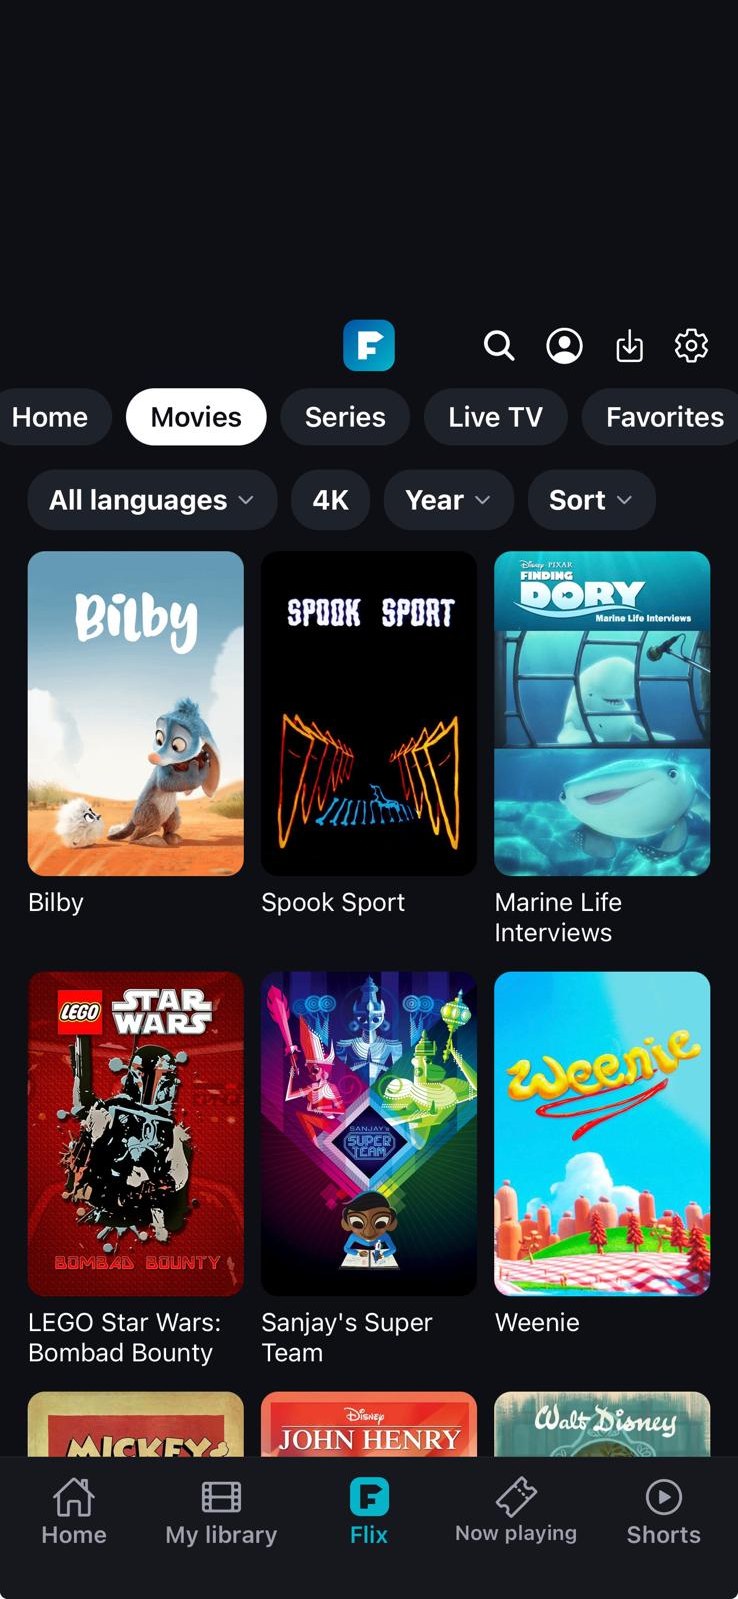 F
Home
Movies
Series
Live TV
Favorites
All languages
4K
Year
Sort
Bilby
SPOOK SPORT
Disney PIXAR
FINDING
DORY
Marine Life Interviews
Bilby
Spook Sport
Marine Life
Interviews
LEGO
STAR
WARS
BOMBAD BOUNTY
SANJAY'S
SUPER
TEAM
Weenie
LEGO Star Wars:
Bombad Bounty
Sanjay's Super
Team
Weenie
MICKEY
Disney
JOHN HENRY
Walt Disney
Home
My library
F
Flix
Now playing
Shorts